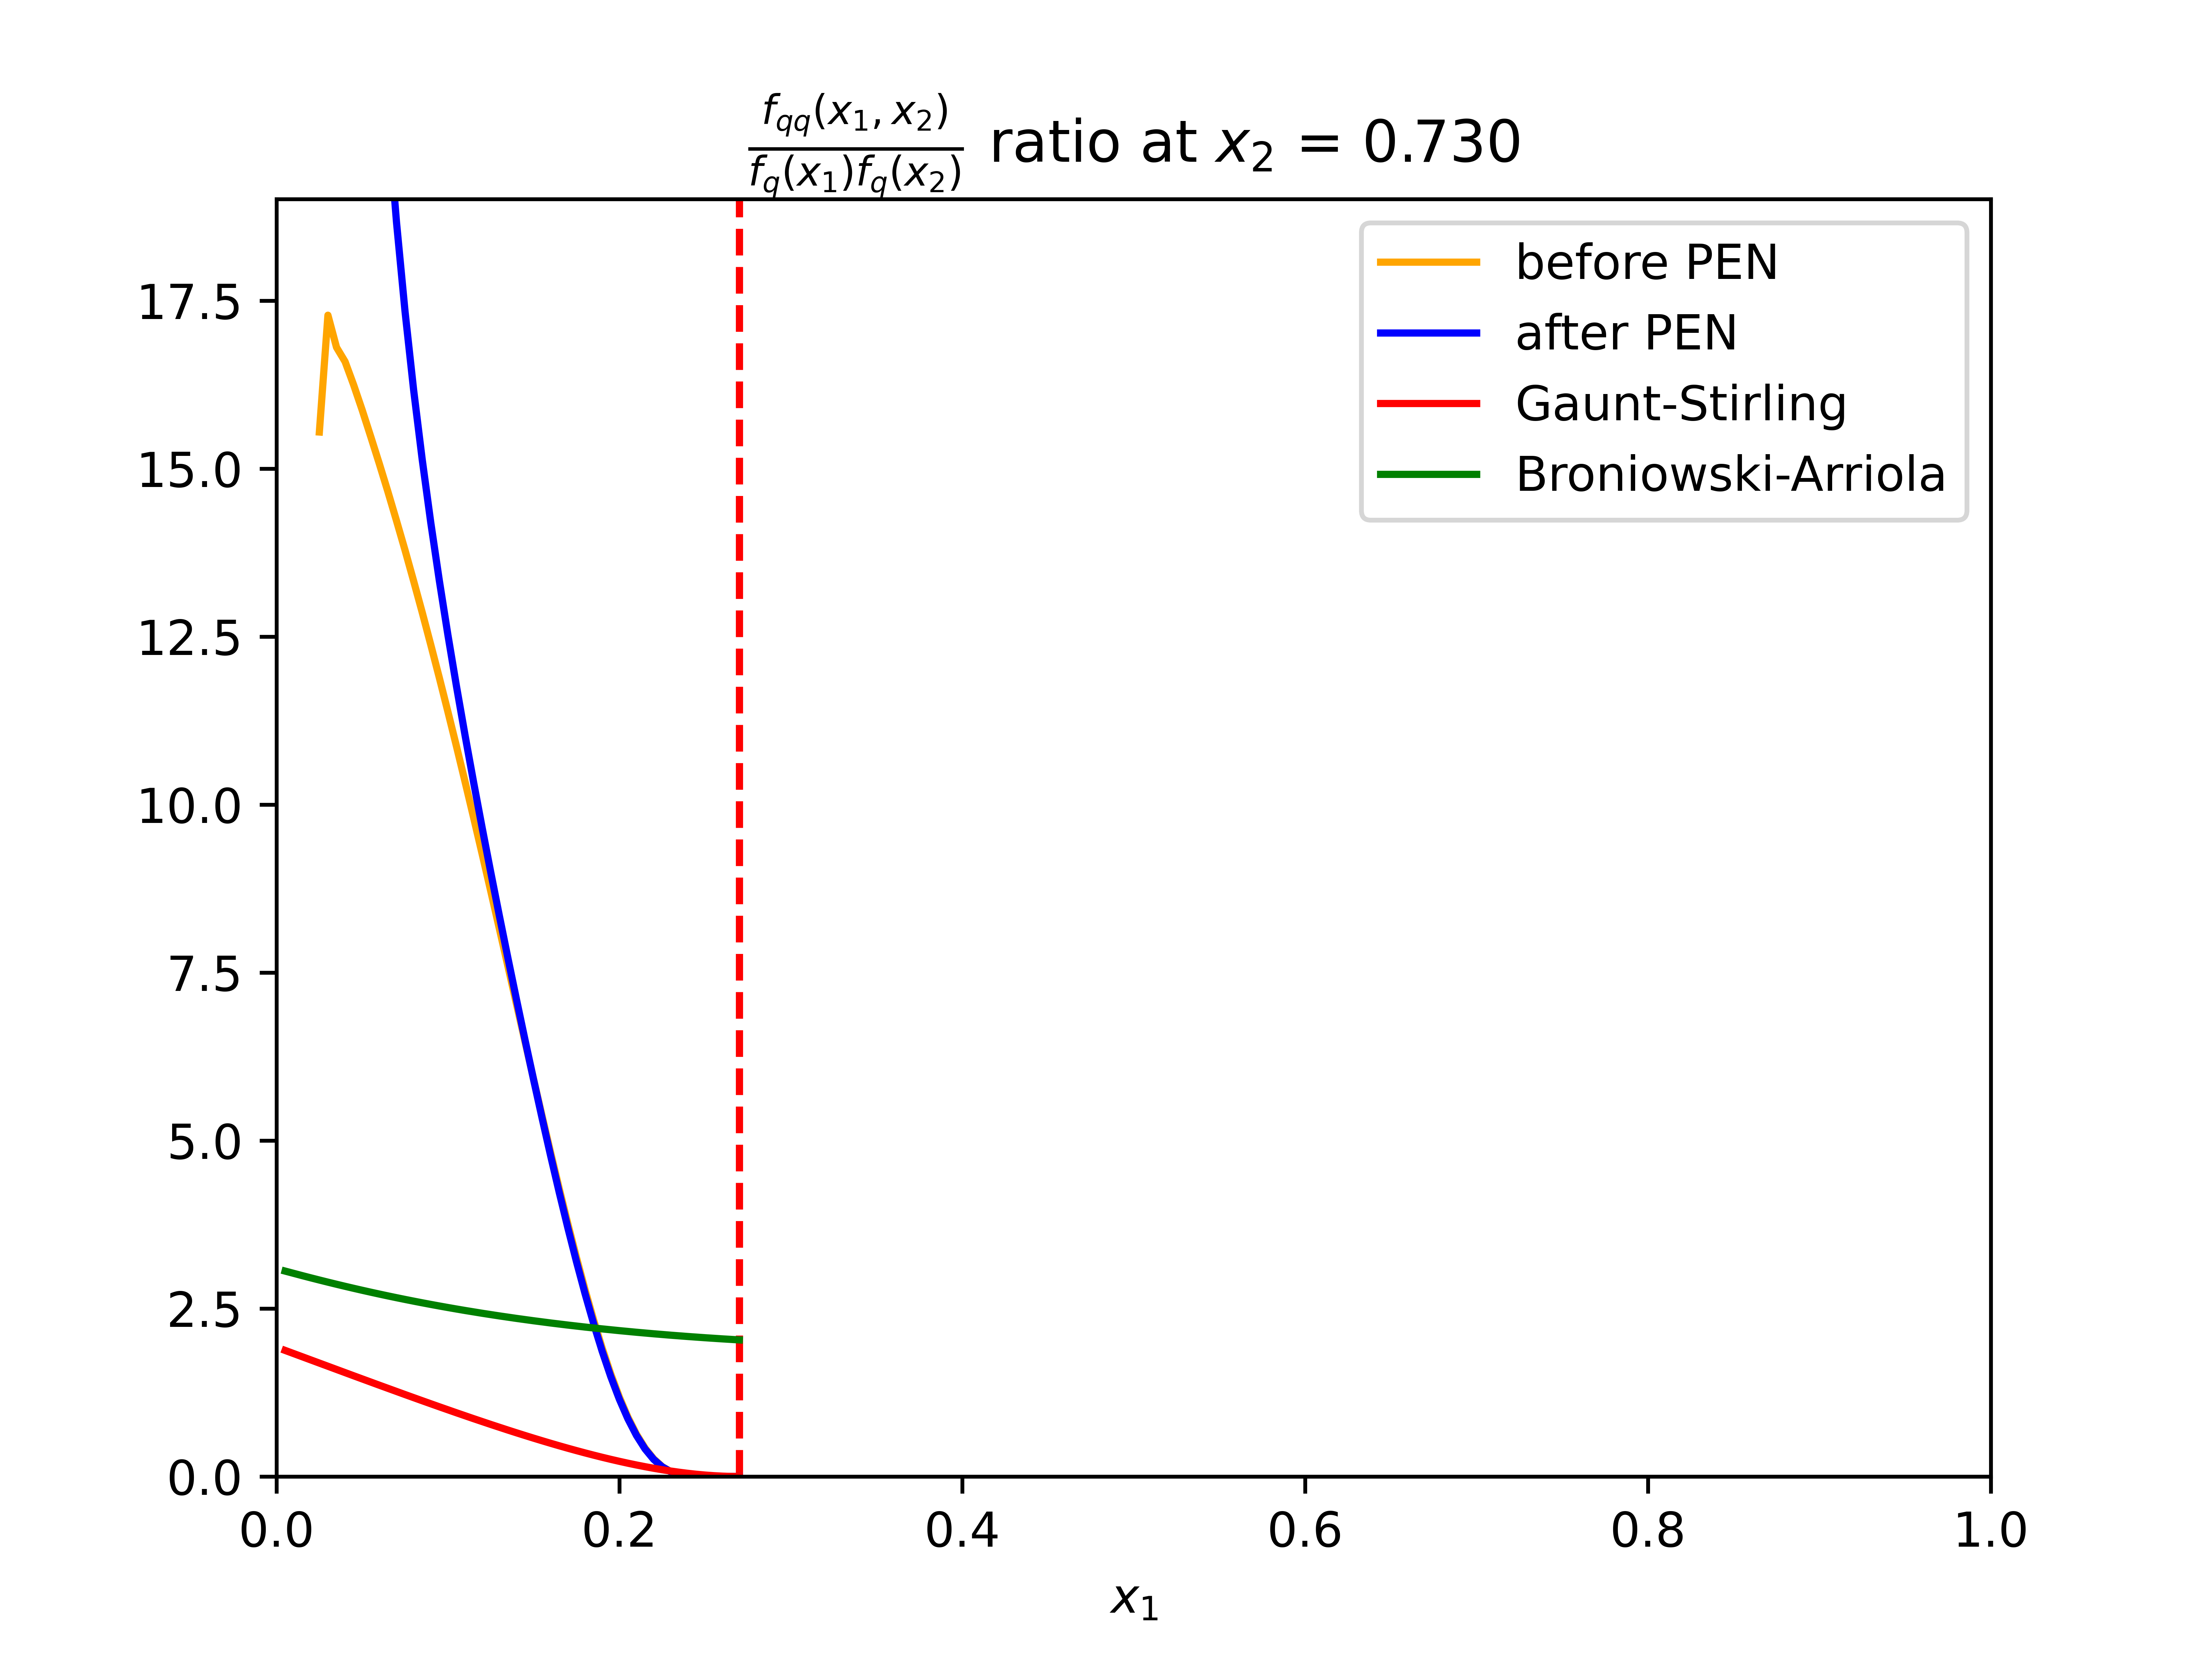 f_qq(x_1, x_2) / f_q(x_1)f_q(x_2) ratio at x_2 = 0.730
before PEN
after PEN
Gaunt-Stirling
Broniowski-Arriola
17.5
15.0
12.5
10.0
7.5
5.0
2.5
0.0
0.0 0.2 0.4 0.6 0.8 1.0
x_1